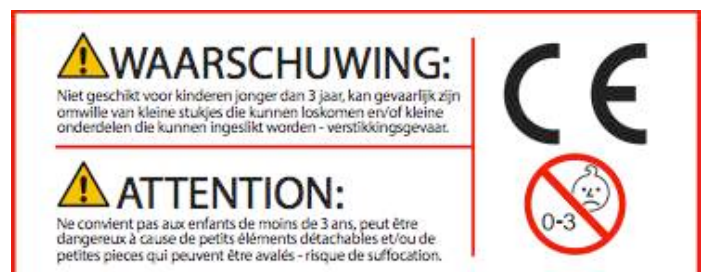 WAARSCHUWING:
Niet geschikt voor kinderen jonger dan 3 jaar, kan gevaarlijk zijn
omwille van kleine stukjes die kunnen loskomen en/of kleine
onderdelen die kunnen ingeslikt worden - verstikkingsgevaar.
ATTENTION:
Ne convient pas aux enfants de moins de 3 ans, peut être
dangereux à cause de petits éléments détachables et/ou de
petites pieces qui peuvent être avalés - risque de suffocation.
CE
0-3